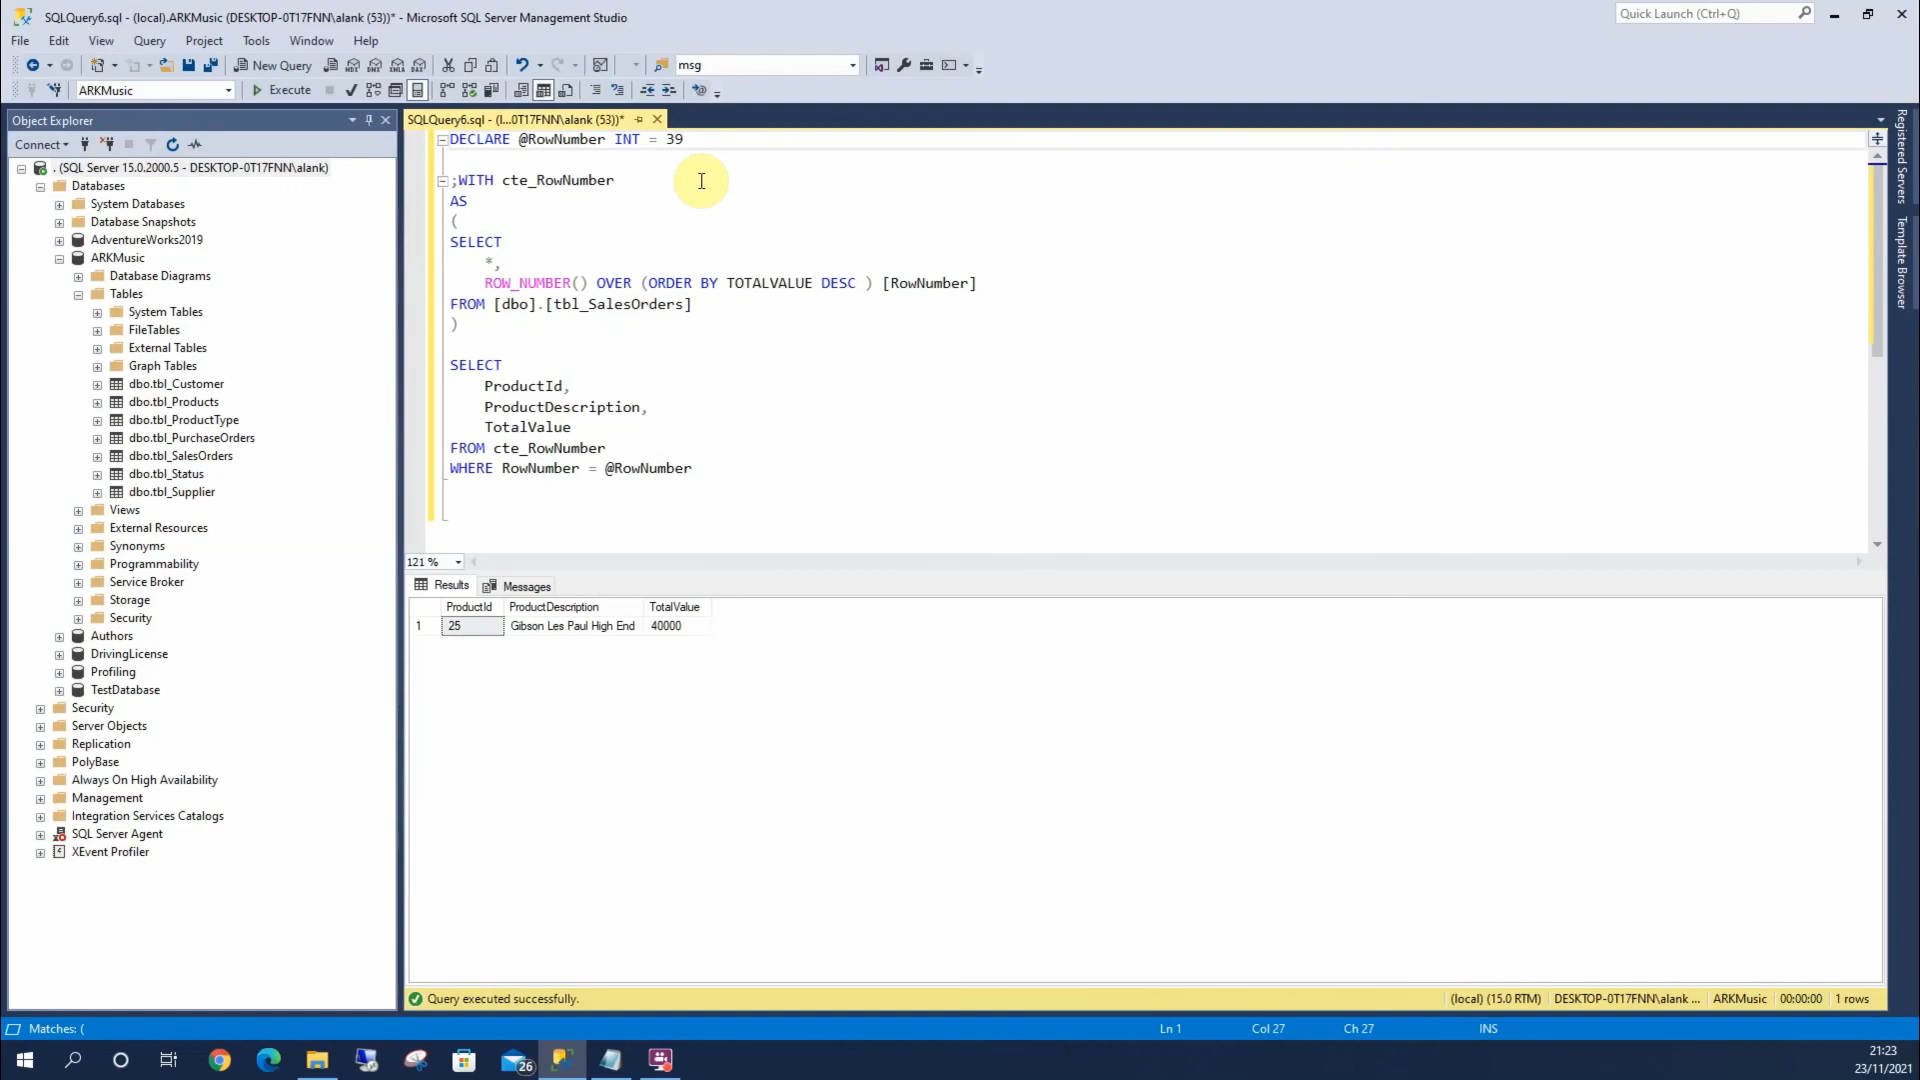 SQLQuery6.sql - (local).ARKMusic (DESKTOP-0T17FNN\alank (53))* - Microsoft SQL Server Management Studio
Quick Launch (Ctrl+Q)
File Edit View Query Project Tools Window Help
New Query
msg
ARKMusic
Execute
Object Explorer
Connect
. (SQL Server 15.0.2000.5 - DESKTOP-0T17FNN\alank)
Databases
System Databases
Database Snapshots
AdventureWorks2019
ARKMusic
Database Diagrams
Tables
System Tables
FileTables
External Tables
Graph Tables
dbo.tbl_Customer
dbo.tbl_Products
dbo.tbl_ProductType
dbo.tbl_PurchaseOrders
dbo.tbl_SalesOrders
dbo.tbl_Status
dbo.tbl_Supplier
Views
External Resources
Synonyms
Programmability
Service Broker
Storage
Security
Authors
DrivingLicense
Profiling
TestDatabase
Security
Server Objects
Replication
PolyBase
Always On High Availability
Management
Integration Services Catalogs
SQL Server Agent
XEvent Profiler
SQLQuery6.sql - (l...0T17FNN\alank (53))*
DECLARE @RowNumber INT = 39
;WITH cte_RowNumber
AS
(
SELECT
*,
ROW_NUMBER() OVER (ORDER BY TOTALVALUE DESC ) [RowNumber]
FROM [dbo].[tbl_SalesOrders]
)
SELECT
ProductId,
ProductDescription,
TotalValue
FROM cte_RowNumber
WHERE RowNumber = @RowNumber
121 %
Results Messages
ProductId ProductDescription TotalValue
1 25 Gibson Les Paul High End 40000
Query executed successfully.
(local) (15.0 RTM) DESKTOP-0T17FNN\alank ... ARKMusic 00:00:00 1 rows
Registered Servers
Template Browser
Matches: (
Ln 1 Col 27 Ch 27 INS
26
21:23
23/11/2021